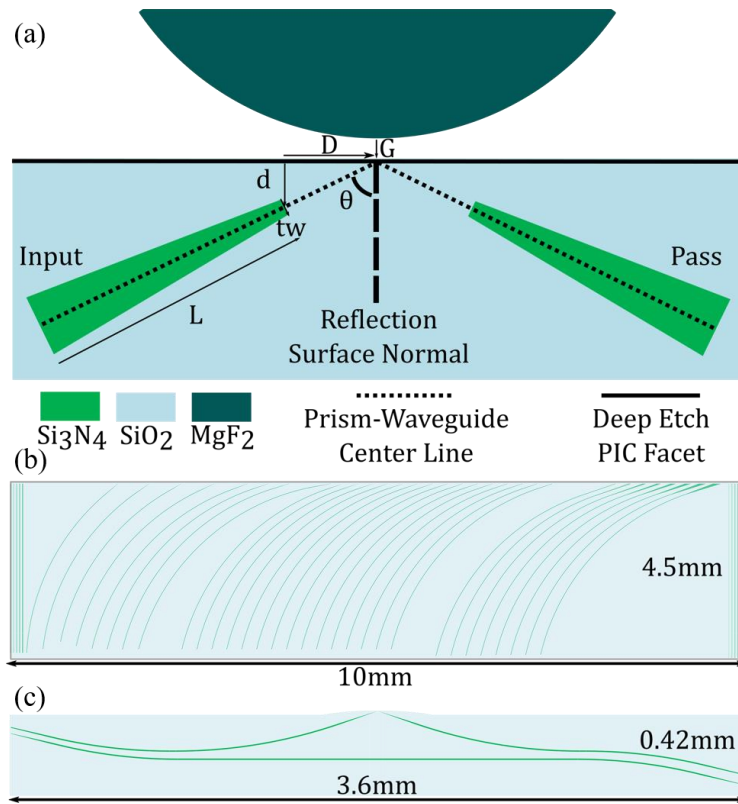 (a)
D
G
d
θ
tw
Input
Pass
L
Reflection
Surface Normal
Si3N4
SiO2
MgF2
Prism-Waveguide
Center Line
Deep Etch
PIC Facet
(b)
4.5mm
10mm
(c)
0.42mm
3.6mm